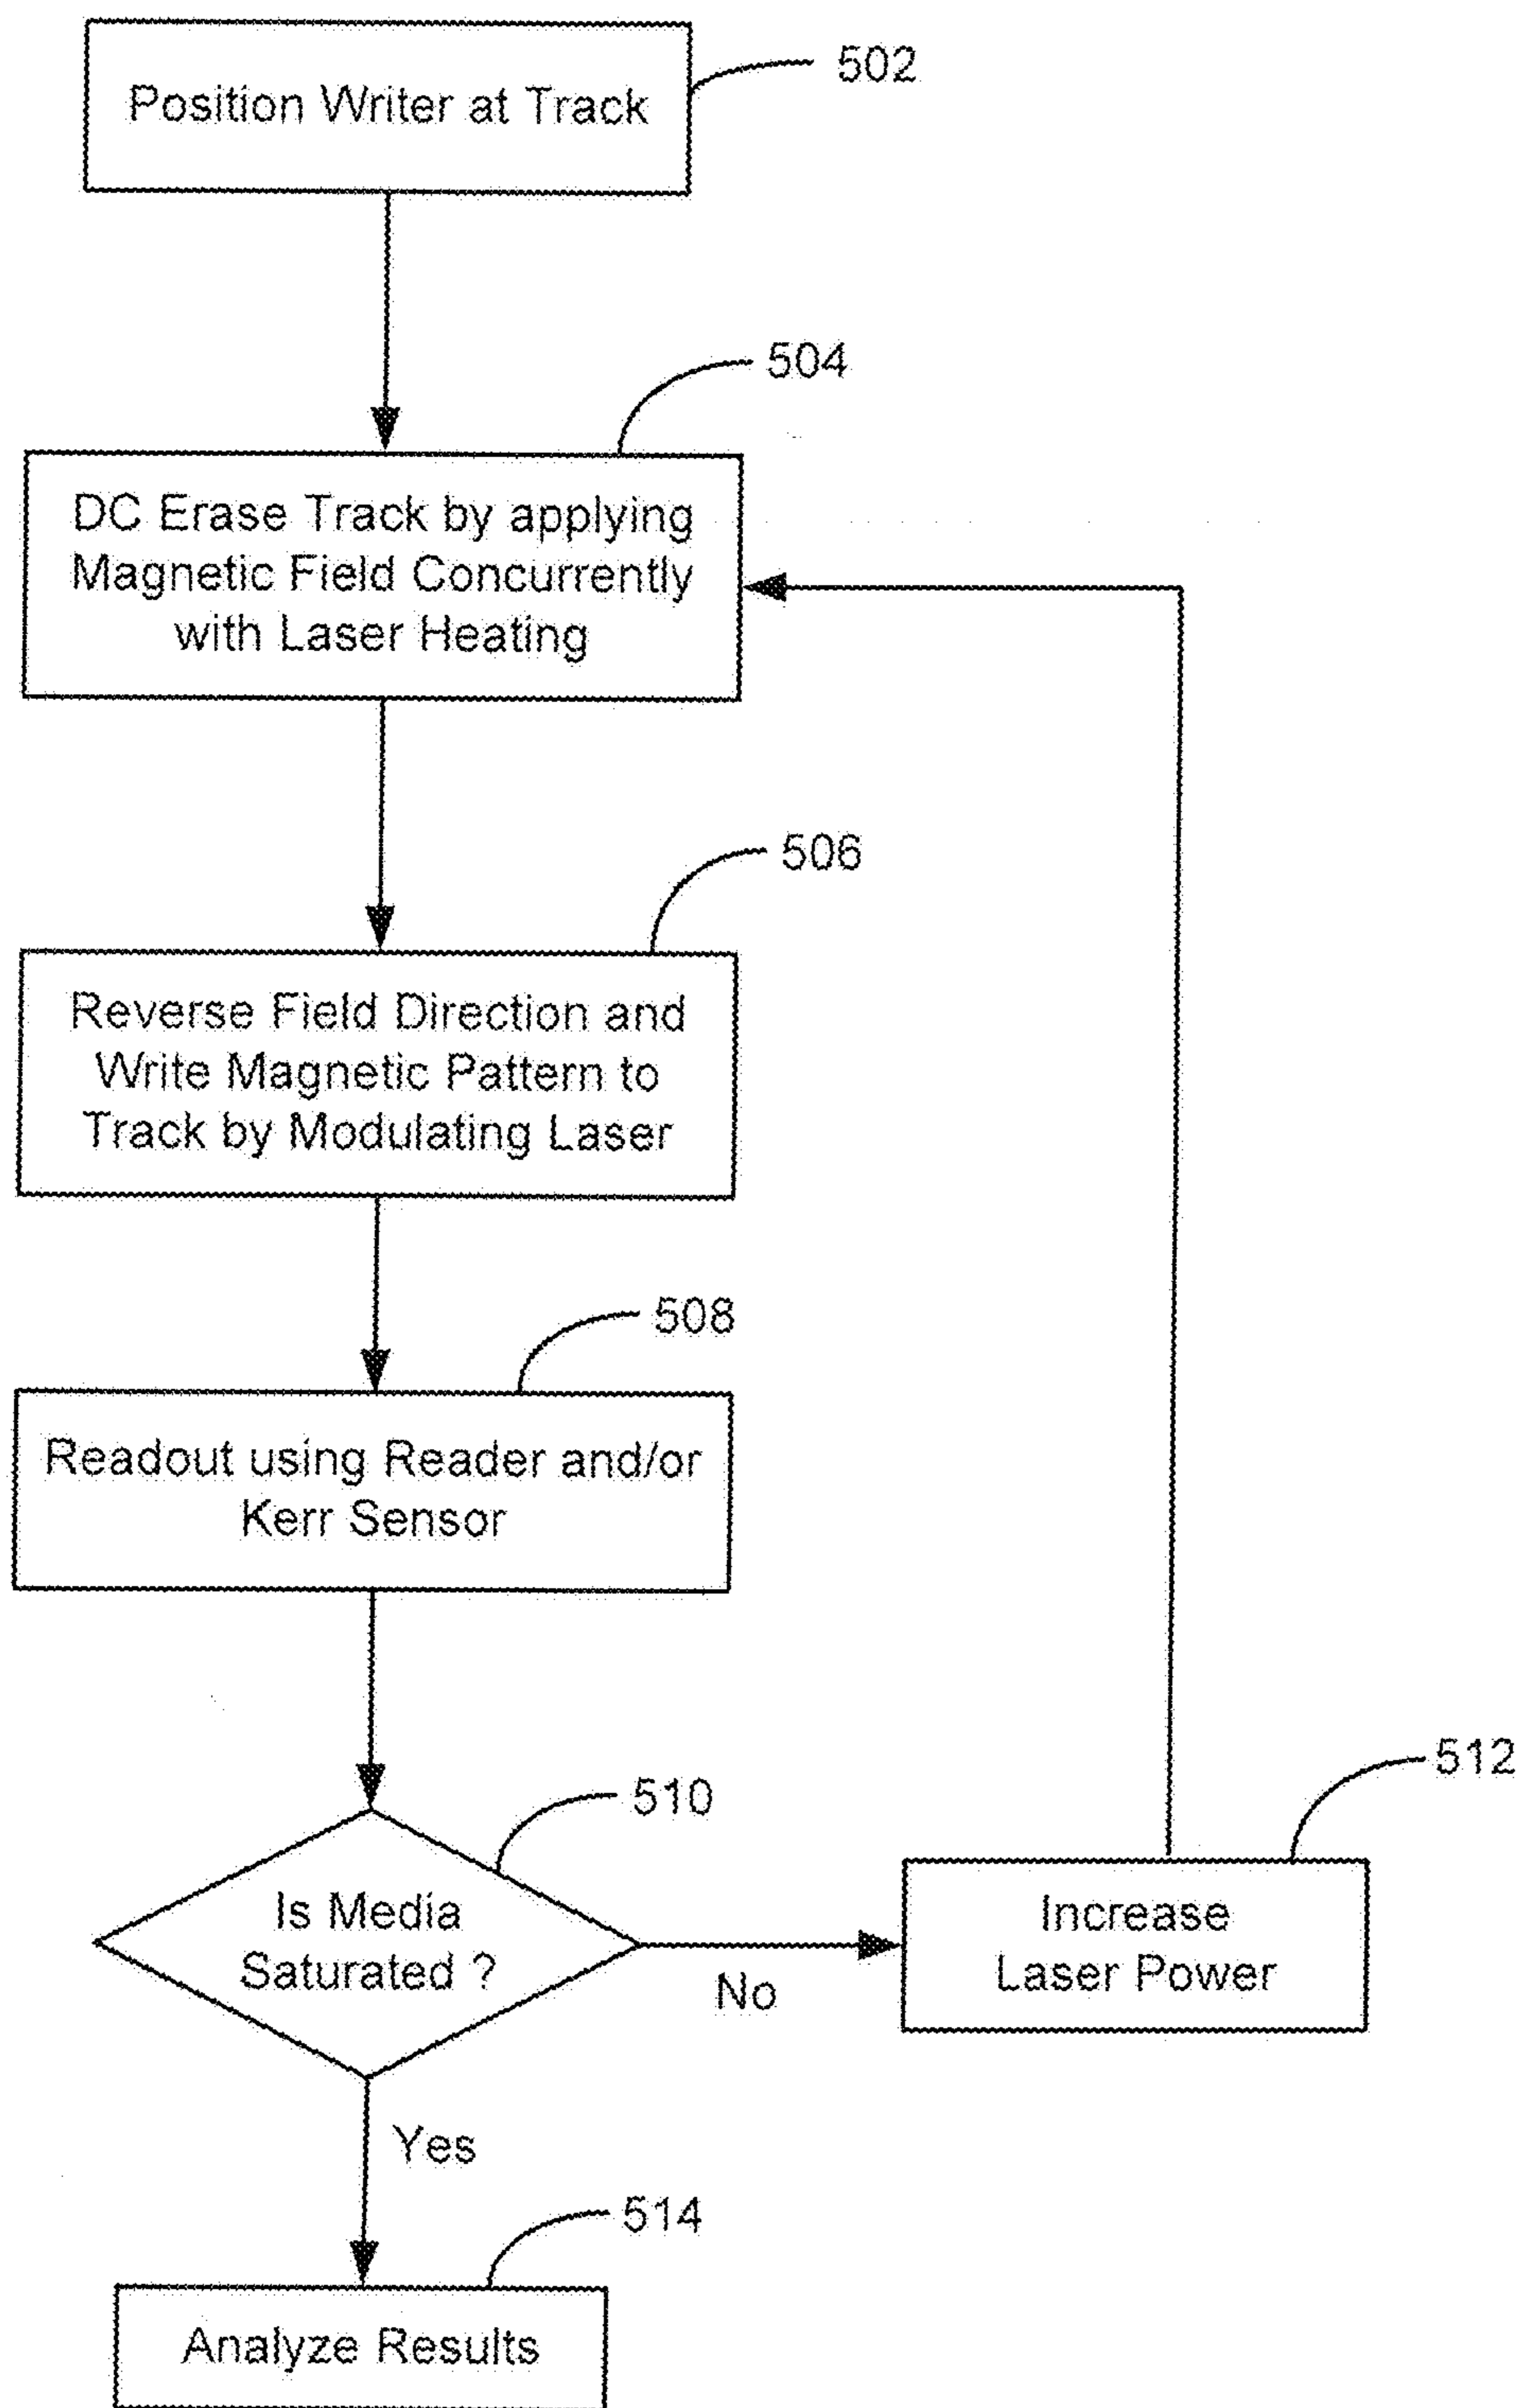 Position Writer at Track
502
504
DC Erase Track by applying
Magnetic Field Concurrently
with Laser Heating
506
Reverse Field Direction and
Write Magnetic Pattern to
Track by Modulating Laser
508
Readout using Reader and/or
Kerr Sensor
510
Is Media
Saturated ?
No
512
Increase
Laser Power
Yes
514
Analyze Results